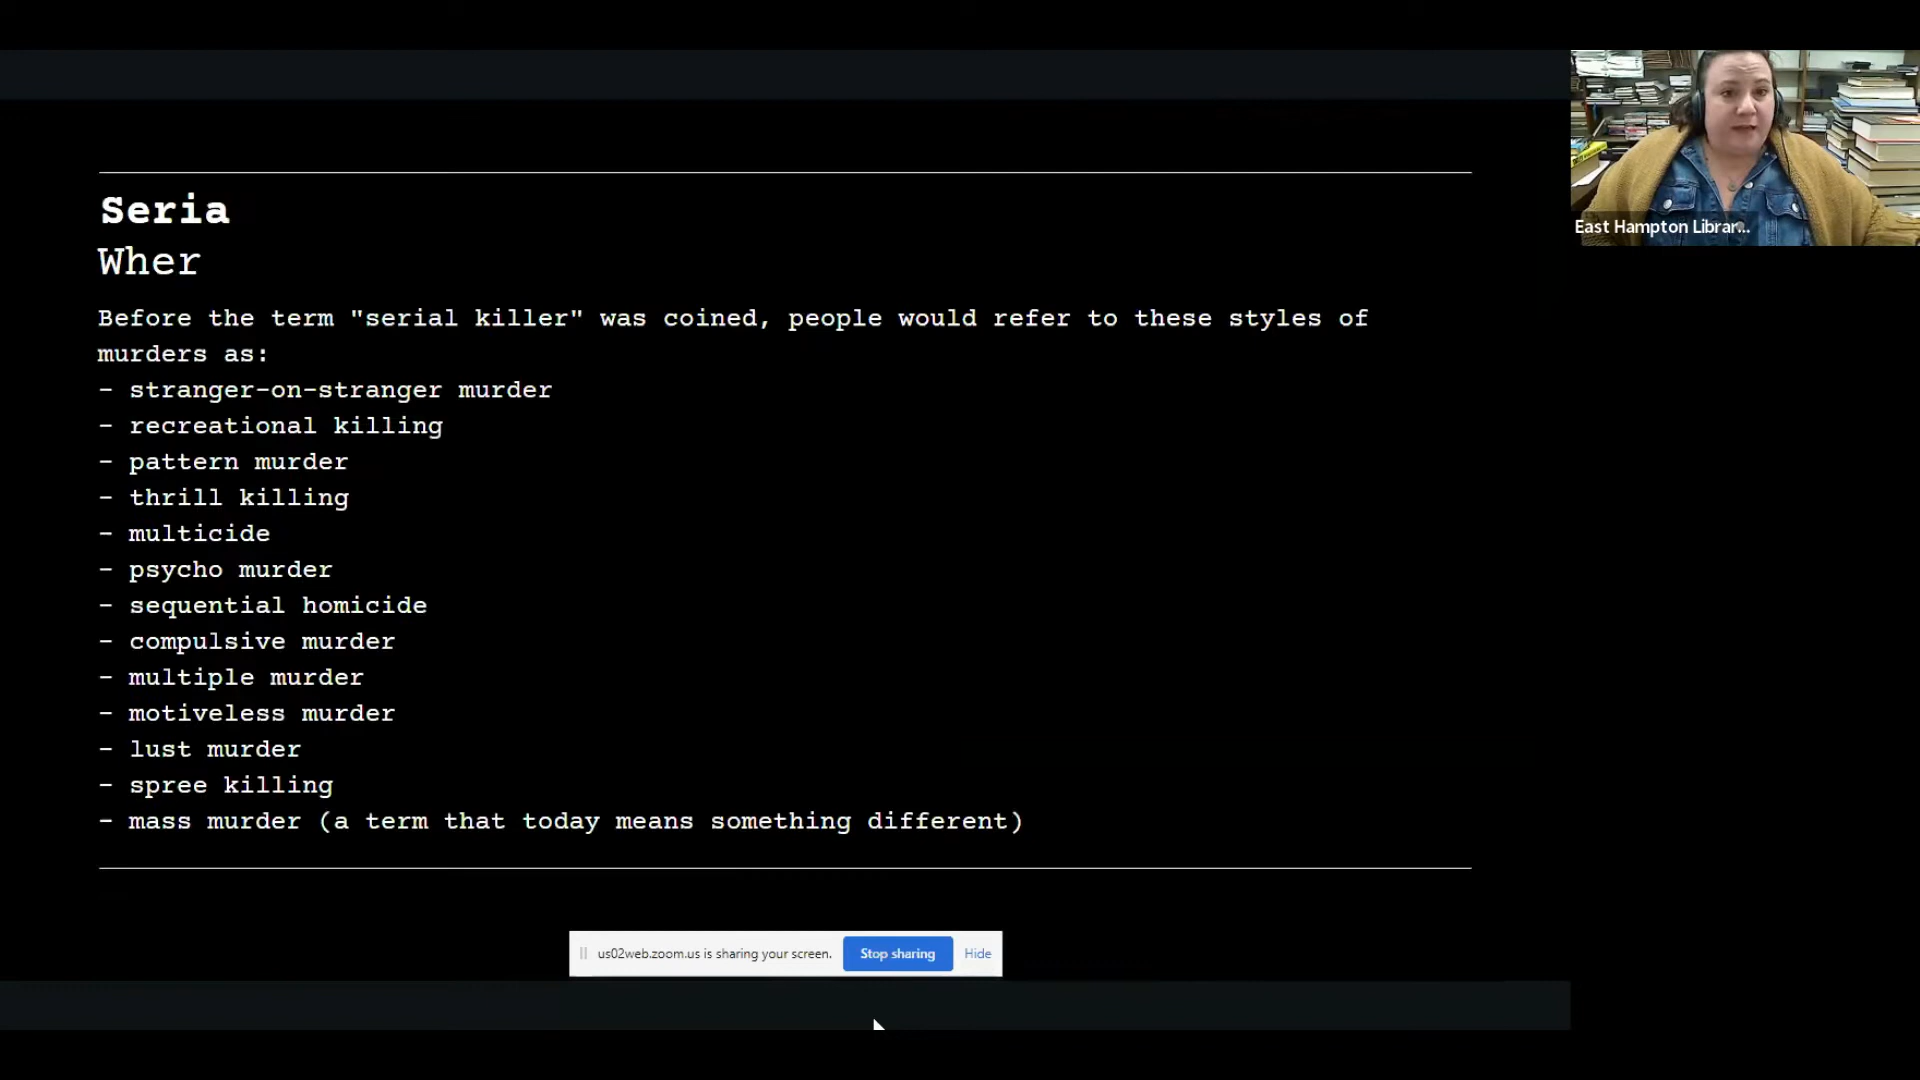 Seria
Wher
Before the term "serial killer" was coined, people would refer to these styles of
murders as:
- stranger-on-stranger murder
- recreational killing
- pattern murder
- thrill killing
- multicide
- psycho murder
- sequential homicide
- compulsive murder
- multiple murder
- motiveless murder
- lust murder
- spree killing
- mass murder (a term that today means something different)
East Hampton Librar...
us02web.zoom.us is sharing your screen. Stop sharing Hide